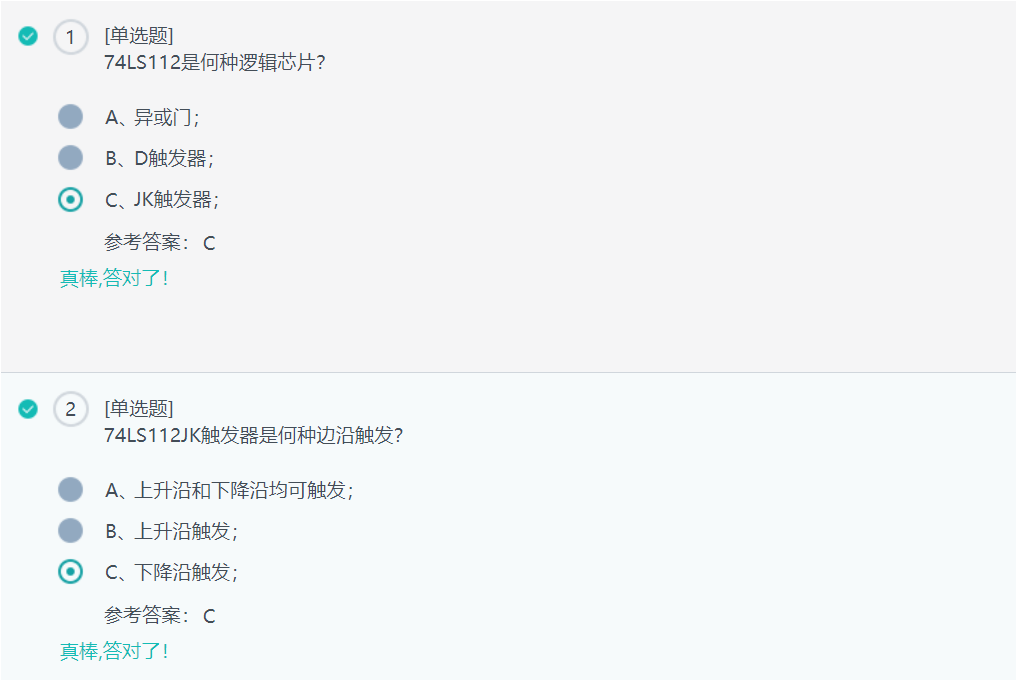 1
[单选题]
74LS112是何种逻辑芯片?
A、异或门;
B、D触发器;
C、JK触发器;
参考答案: C
真棒,答对了!
2
[单选题]
74LS112JK触发器是何种边沿触发?
A、上升沿和下降沿均可触发;
B、上升沿触发;
C、下降沿触发;
参考答案: C
真棒,答对了!